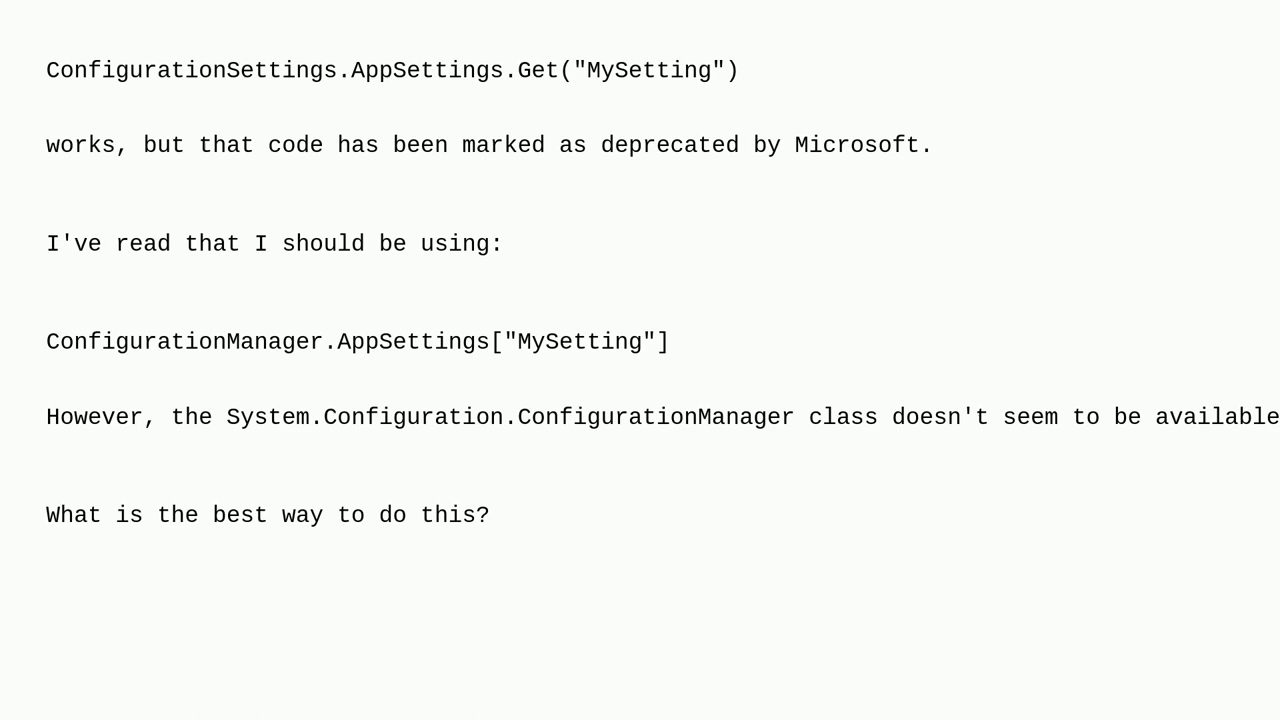 ConfigurationSettings.AppSettings.Get("MySetting")
works, but that code has been marked as deprecated by Microsoft.
I've read that I should be using:
ConfigurationManager.AppSettings["MySetting"]
However, the System.Configuration.ConfigurationManager class doesn't seem to be available
What is the best way to do this?